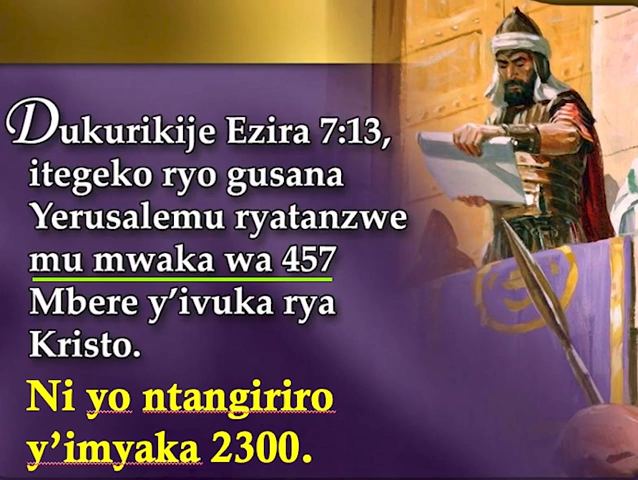 Dukurikije Ezira 7:13,
itegeko ryo gusana
Yerusalemu ryatanzwe
mu mwaka wa 457
Mbere y’ivuka rya
Kristo.
Ni yo ntangiriro
y’imyaka 2300.